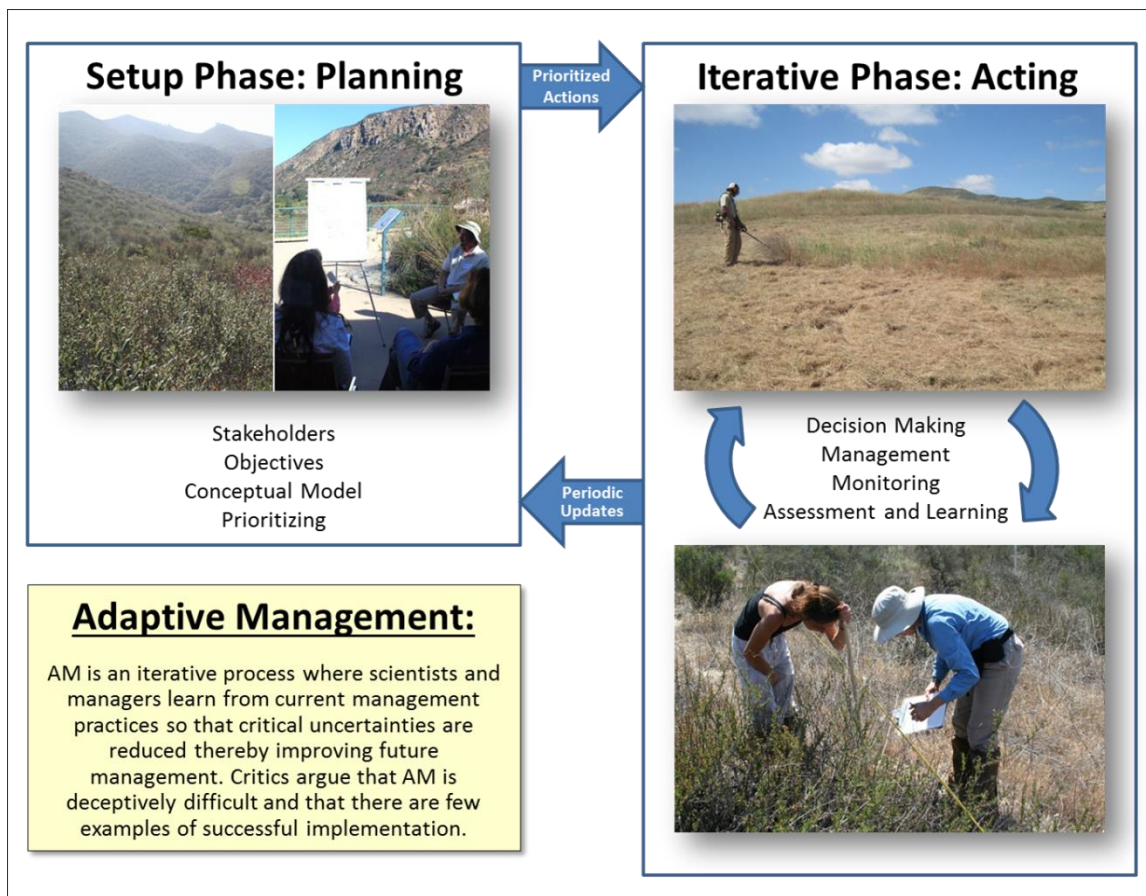 Setup Phase: Planning
Stakeholders
Objectives
Conceptual Model
Prioritizing
Prioritized
Actions
Iterative Phase: Acting
Decision Making
Management
Monitoring
Assessment and Learning
Periodic
Updates
Adaptive Management:
AM is an iterative process where scientists and
managers learn from current management
practices so that critical uncertainties are
reduced thereby improving future
management. Critics argue that AM is
deceptively difficult and that there are few
examples of successful implementation.